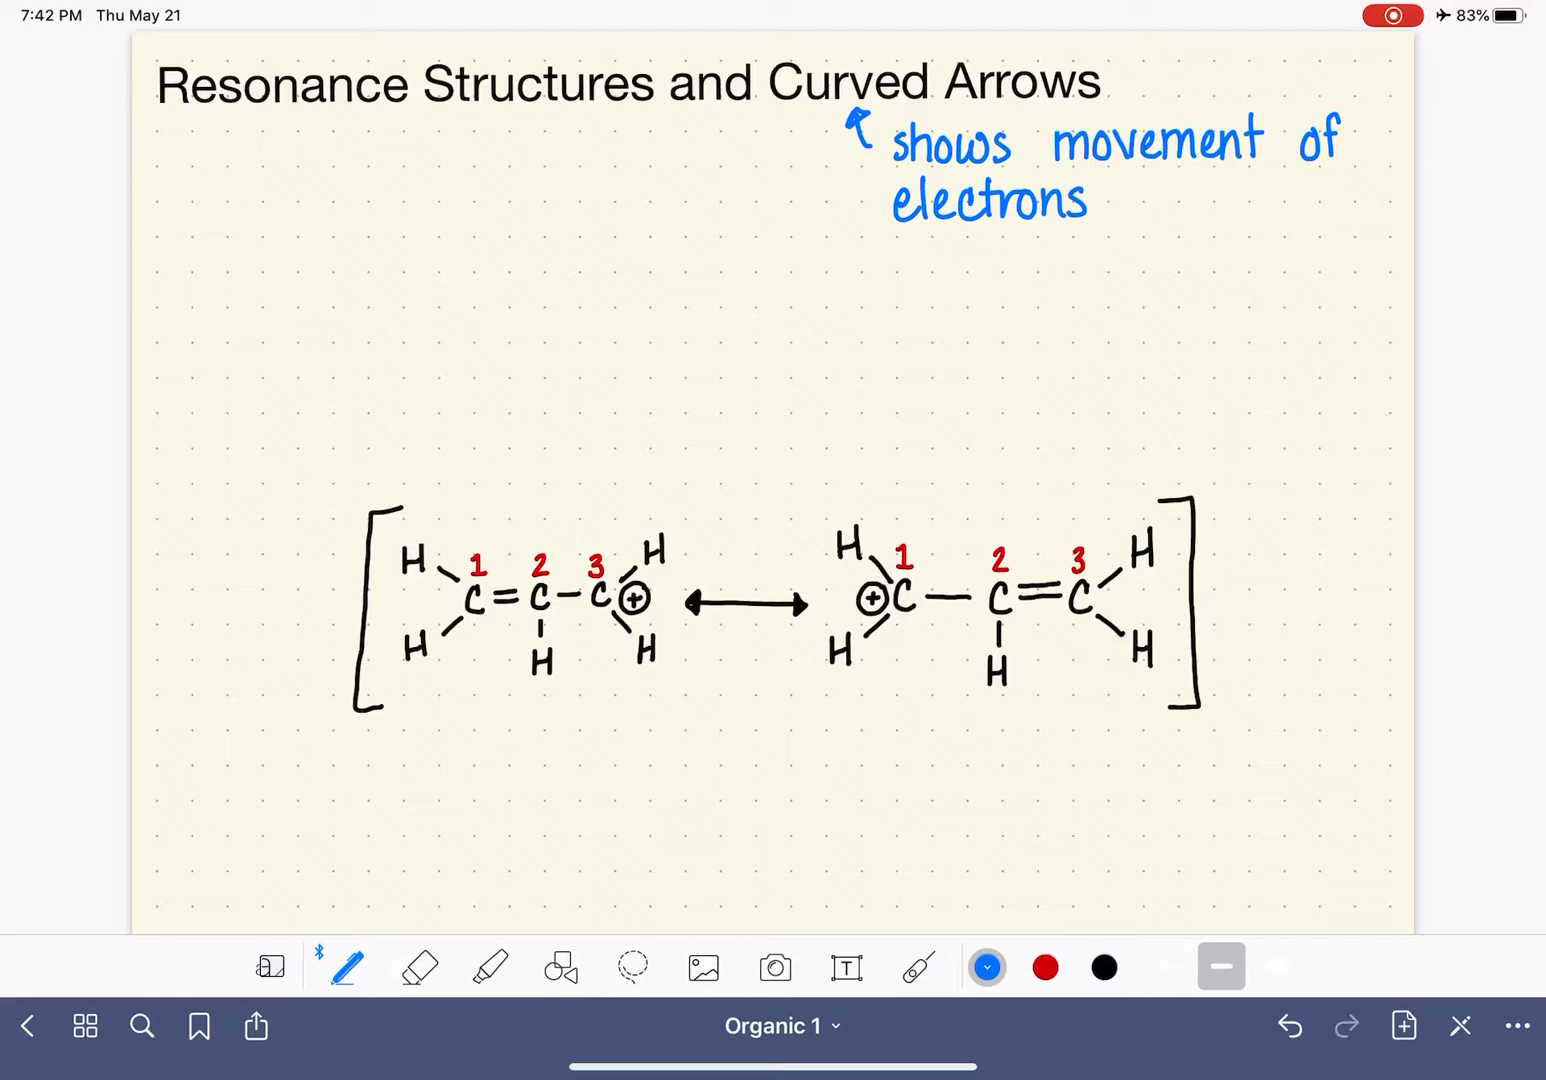 7:42 PM Thu May 21
83%
Resonance Structures and Curved Arrows
shows movement of
electrons
H 1 2 3 H H 1 2 3 H
C = C - C ⊕ ⊕ C — C = C
H H H H H H
T
Organic 1